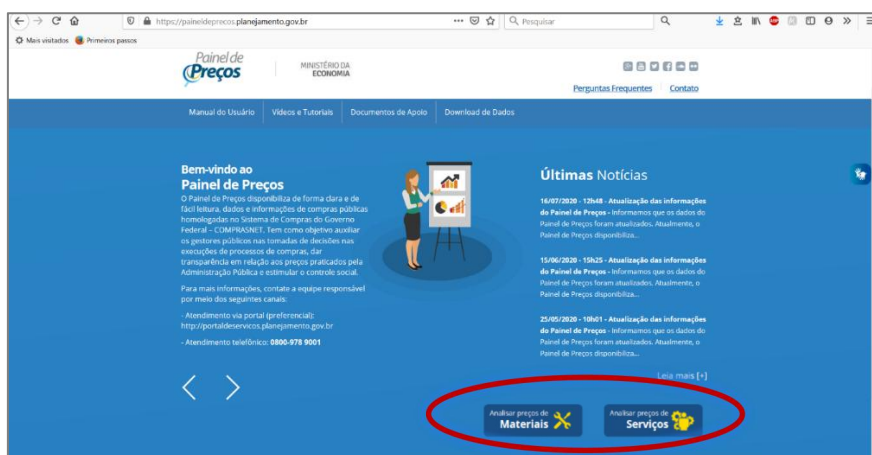 https://paineldeprecos.planejamento.gov.br
Pesquisar
Mais visitados
Primeiros passos
Painel de
Preços
MINISTÉRIO DA
ECONOMIA
Perguntas Frequentes
Contato
Manual do Usuário
Vídeos e Tutoriais
Documentos de Apoio
Download de Dados
Bem-vindo ao
Painel de Preços
O Painel de Preços disponibiliza de forma clara e de
fácil leitura, dados e informações de compras públicas
homologadas no Sistema de Compras do Governo
Federal – COMPRASNET. Tem como objetivo auxiliar
os gestores públicos nas tomadas de decisões nas
execuções de processos de compras, dar
transparência em relação aos preços praticados pela
Administração Pública e estimular o controle social.
Para mais informações, contate a equipe responsável
por meio dos seguintes canais:
- Atendimento via portal (preferencial):
http://portaldeservicos.planejamento.gov.br
- Atendimento telefônico: 0800-978 9001
Últimas Notícias
16/07/2020 - 12h48 - Atualização das informações
do Painel de Preços - Informamos que os dados do
Painel de Preços foram atualizados. Atualmente, o
Painel de Preços disponibiliza...
15/06/2020 - 15h25 - Atualização das informações
do Painel de Preços - Informamos que os dados do
Painel de Preços foram atualizados. Atualmente, o
Painel de Preços disponibiliza...
25/05/2020 - 10h01 - Atualização das informações
do Painel de Preços - Informamos que os dados do
Painel de Preços foram atualizados. Atualmente, o
Painel de Preços disponibiliza...
Leia mais [+]
Analisar preços de
Materiais
Analisar preços de
Serviços